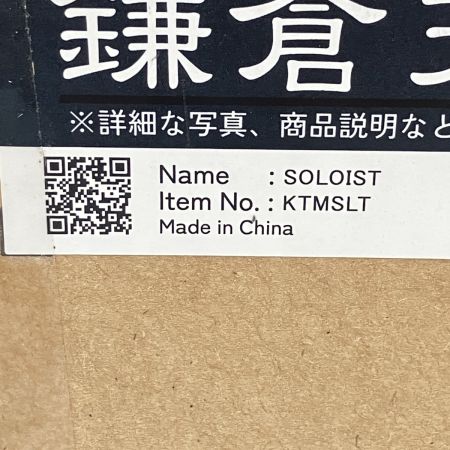 鎌倉
※詳細な写真、商品説明など
Name : SOLOIST
Item No. : KTMSLT
Made in China